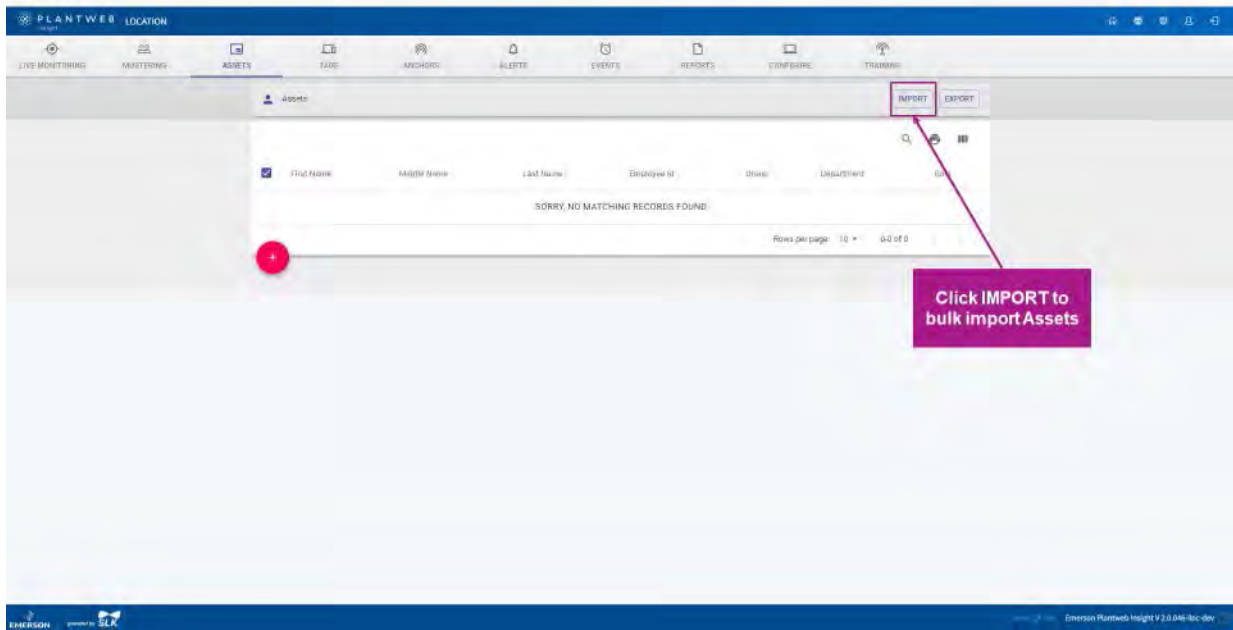 PLANTWEB LOCATION
LIVE MONITORING MUSTERING ASSETS TAGS ANCHORS ALERTS EVENTS REPORTS CONFIGURE TRAINING
Assets IMPORT EXPORT
First Name Middle Name Last Name Employee Id Department
SORRY, NO MATCHING RECORDS FOUND
Rows per page: 10 0-0 of 0
+
Click IMPORT to
bulk import Assets
EMERSON SLK Emerson Plantweb Insight V 2.0.046-iloc-dev